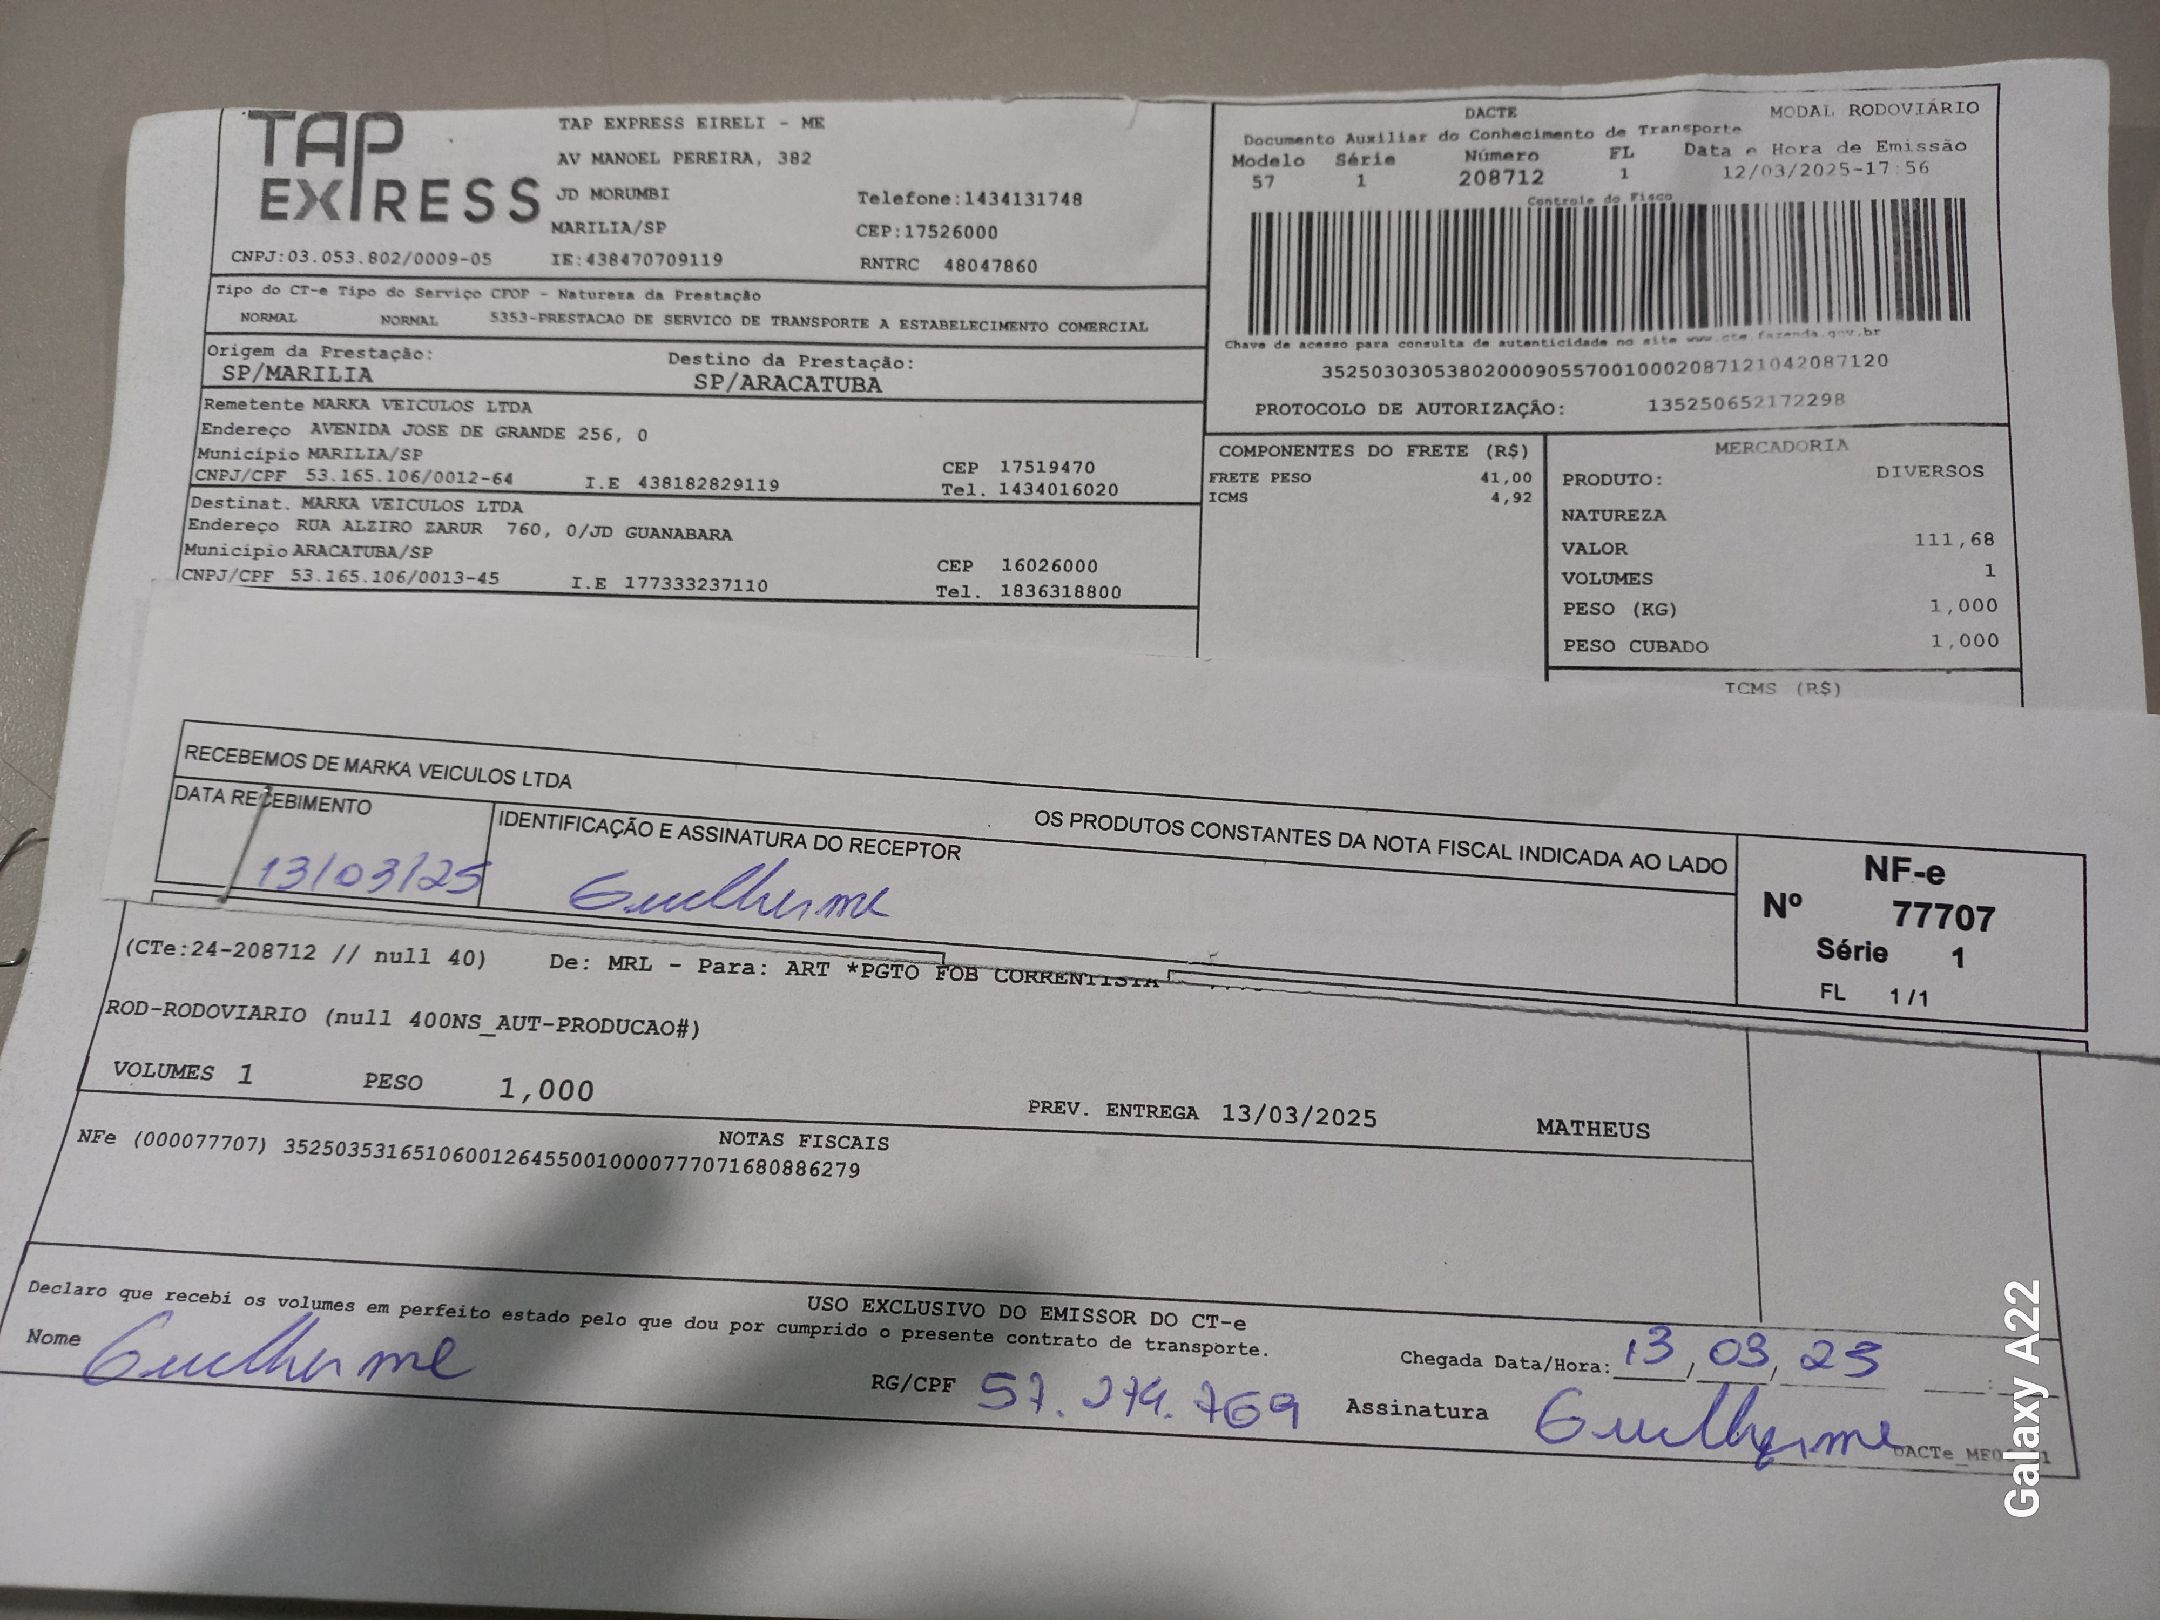 TAP EXPRESS
TAP EXPRESS EIRELI - ME
AV MANOEL PEREIRA, 382
JD MORUMBI Telefone:1434131748
MARILIA/SP CEP:17526000
CNPJ:03.053.802/0009-05 IE:438470709119 RNTRC 48047860
Tipo do CT-e Tipo do Serviço CFOP - Natureza da Prestação
NORMAL NORMAL 5353-PRESTACAO DE SERVICO DE TRANSPORTE A ESTABELECIMENTO COMERCIAL
Origem da Prestação: Destino da Prestação:
SP/MARILIA SP/ARACATUBA
Remetente MARKA VEICULOS LTDA
Endereço AVENIDA JOSE DE GRANDE 256, 0
Município MARILIA/SP CEP 17519470
CNPJ/CPF 53.165.106/0012-64 I.E 438182829119 Tel. 1434016020
Destinat. MARKA VEICULOS LTDA
Endereço RUA ALZIRO ZARUR 760, 0/JD GUANABARA
Município ARACATUBA/SP CEP 16026000
CNPJ/CPF 53.165.106/0013-45 I.E 177333237110 Tel. 1836318800
DACTE MODAL RODOVIÁRIO
Documento Auxiliar do Conhecimento de Transporte
Modelo Série Número FL Data e Hora de Emissão
57 1 208712 1 12/03/2025-17:56
Controle do Fisco
Chave de acesso para consulta de autenticidade no site www.cte.fazenda.gov.br
35250303053802000905570010002087121042087120
PROTOCOLO DE AUTORIZAÇÃO: 135250652172298
COMPONENTES DO FRETE (R$)
FRETE PESO 41,00
ICMS 4,92
MERCADORIA
PRODUTO: DIVERSOS
NATUREZA
VALOR 111,68
VOLUMES 1
PESO (KG) 1,000
PESO CUBADO 1,000
ICMS (R$)
RECEBEMOS DE MARKA VEICULOS LTDA OS PRODUTOS CONSTANTES DA NOTA FISCAL INDICADA AO LADO
DATA RECEBIMENTO IDENTIFICAÇÃO E ASSINATURA DO RECEPTOR
13/03/25 Guilherme
NF-e
Nº 77707
Série 1
FL 1/1
(CTe:24-208712 // null 40) De: MRL - Para: ART *PGTO FOB CORRENTISTA
ROD-RODOVIARIO (null 400NS_AUT-PRODUCAO#)
VOLUMES 1 PESO 1,000 PREV. ENTREGA 13/03/2025 MATHEUS
NOTAS FISCAIS
NFe (000077707) 35250353165106001264550010000777071680886279
USO EXCLUSIVO DO EMISSOR DO CT-e
Declaro que recebi os volumes em perfeito estado pelo que dou por cumprido o presente contrato de transporte.
Nome Guilherme RG/CPF 57.274.769 Chegada Data/Hora: 13,03,25
Assinatura Guilherme
Galaxy A22